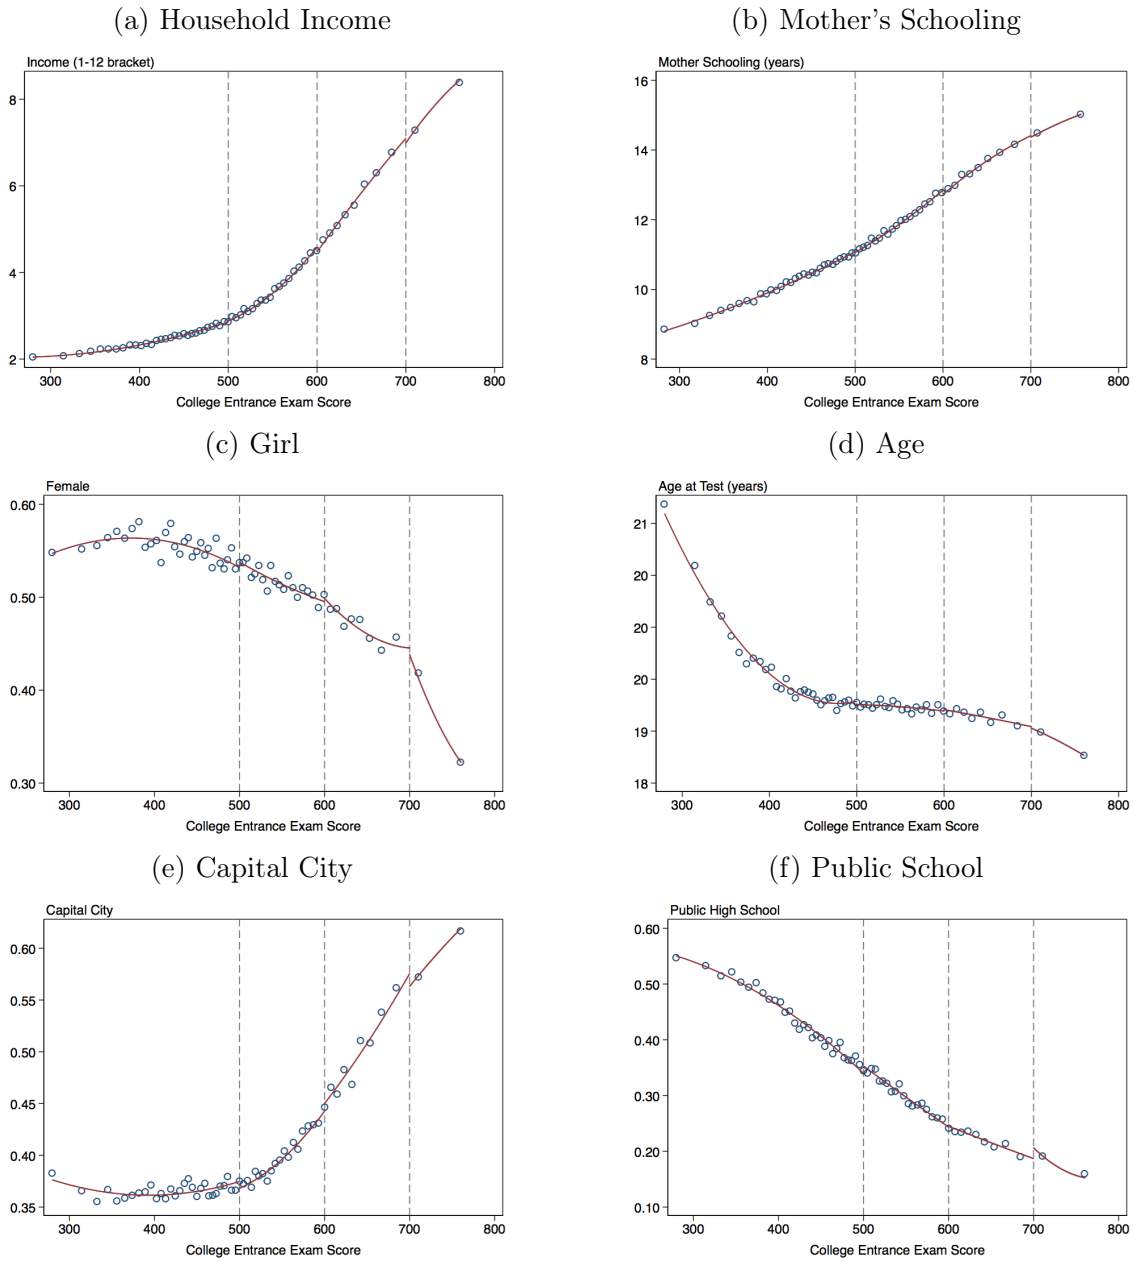 (a) Household Income
(b) Mother's Schooling
Income (1-12 bracket)
8
6
4
2
300 400 500 600 700 800
College Entrance Exam Score
Mother Schooling (years)
16
14
12
10
8
300 400 500 600 700 800
College Entrance Exam Score
(c) Girl
(d) Age
Female
0.60
0.50
0.40
0.30
300 400 500 600 700 800
College Entrance Exam Score
Age at Test (years)
21
20
20
20
19
18
300 400 500 600 700 800
College Entrance Exam Score
(e) Capital City
(f) Public School
Capital City
0.60
0.55
0.50
0.45
0.40
0.35
300 400 500 600 700 800
College Entrance Exam Score
Public High School
0.60
0.50
0.40
0.30
0.20
0.10
300 400 500 600 700 800
College Entrance Exam Score